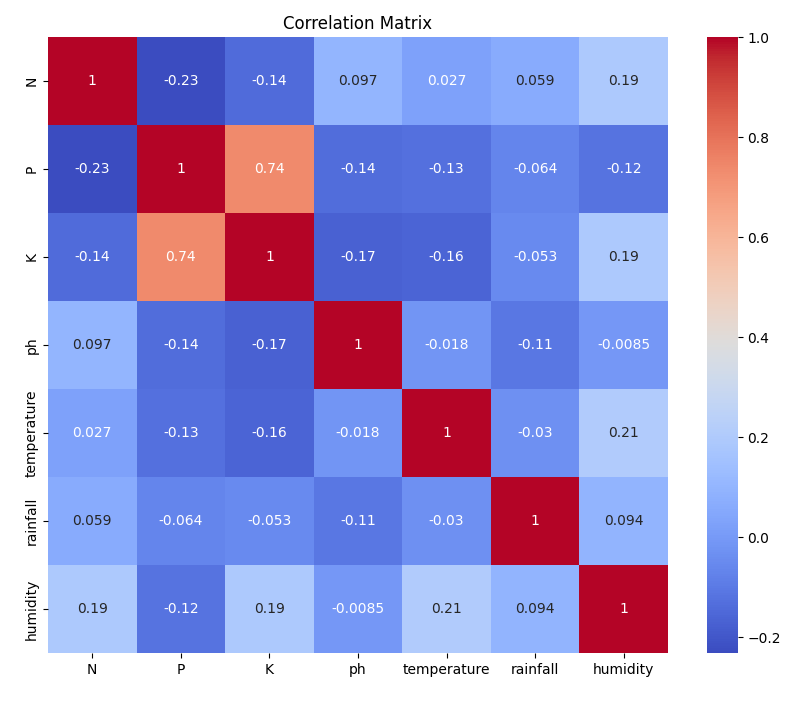 Correlation Matrix
N 1 -0.23 -0.14 0.097 0.027 0.059 0.19
P -0.23 1 0.74 -0.14 -0.13 -0.064 -0.12
K -0.14 0.74 1 -0.17 -0.16 -0.053 0.19
ph 0.097 -0.14 -0.17 1 -0.018 -0.11 -0.0085
temperature 0.027 -0.13 -0.16 -0.018 1 -0.03 0.21
rainfall 0.059 -0.064 -0.053 -0.11 -0.03 1 0.094
humidity 0.19 -0.12 0.19 -0.0085 0.21 0.094 1
N P K ph temperature rainfall humidity
1.0
0.8
0.6
0.4
0.2
0.0
−0.2